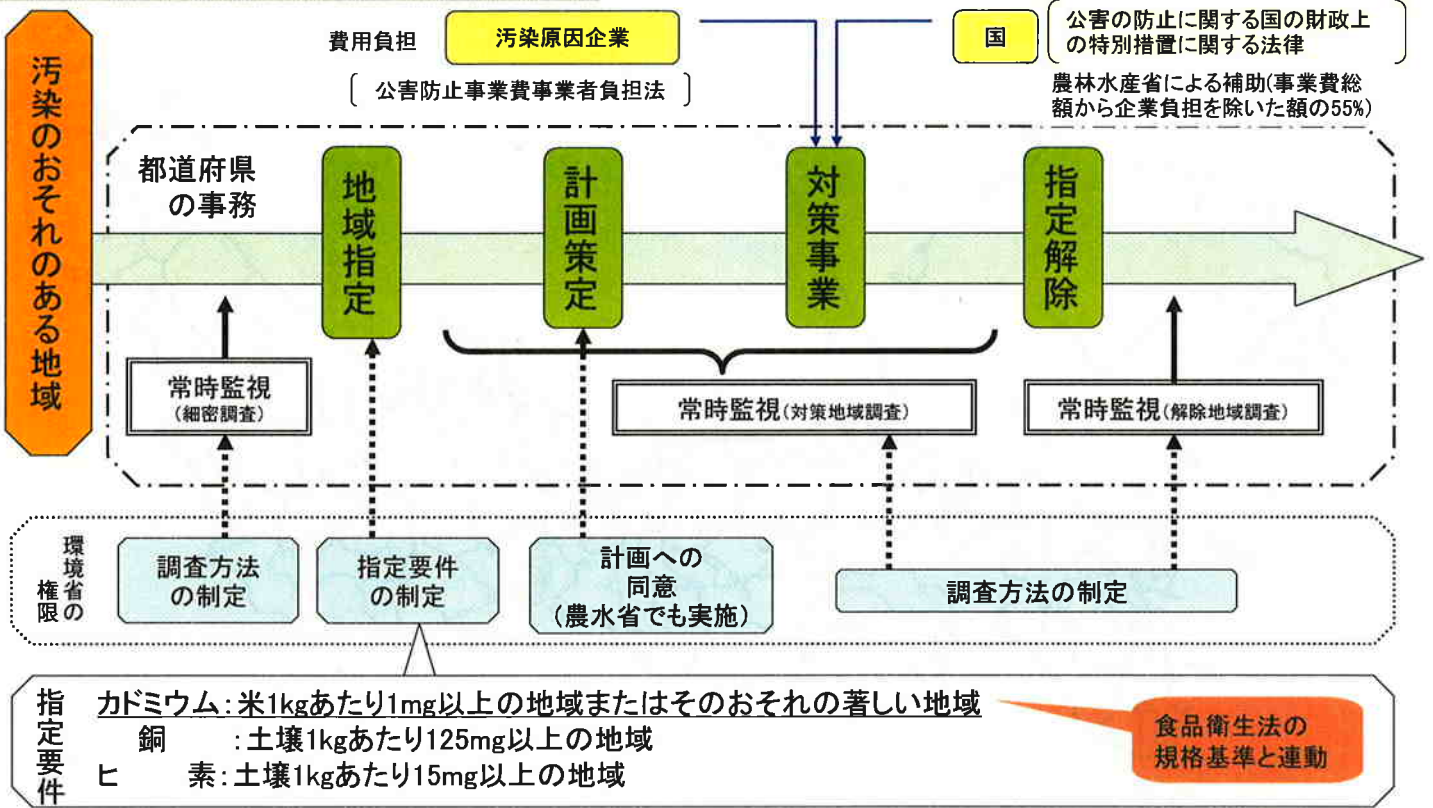 汚染のおそれのある地域
費用負担
汚染原因企業
公害防止事業費事業者負担法
国
公害の防止に関する国の財政上
の特別措置に関する法律
農林水産省による補助(事業費総
額から企業負担を除いた額の55%)
都道府県
の事務
地域指定
計画策定
対策事業
指定解除
常時監視
(細密調査)
常時監視(対策地域調査)
常時監視(解除地域調査)
環境省の
権限
調査方法
の制定
指定要件
の制定
計画への
同意
(農水省でも実施)
調査方法の制定
指定要件
カドミウム:米1kgあたり1mg以上の地域またはそのおそれの著しい地域
銅 :土壌1kgあたり125mg以上の地域
ヒ 素:土壌1kgあたり15mg以上の地域
食品衛生法の
規格基準と連動